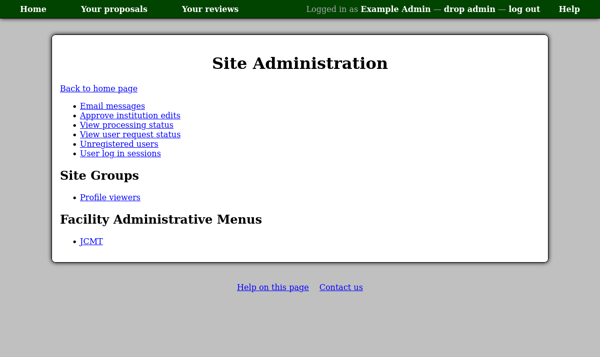 Home Your proposals Your reviews Logged in as Example Admin — drop admin — log out Help
Site Administration
Back to home page
Email messages
Approve institution edits
View processing status
View user request status
Unregistered users
User log in sessions
Site Groups
Profile viewers
Facility Administrative Menus
JCMT
Help on this page Contact us